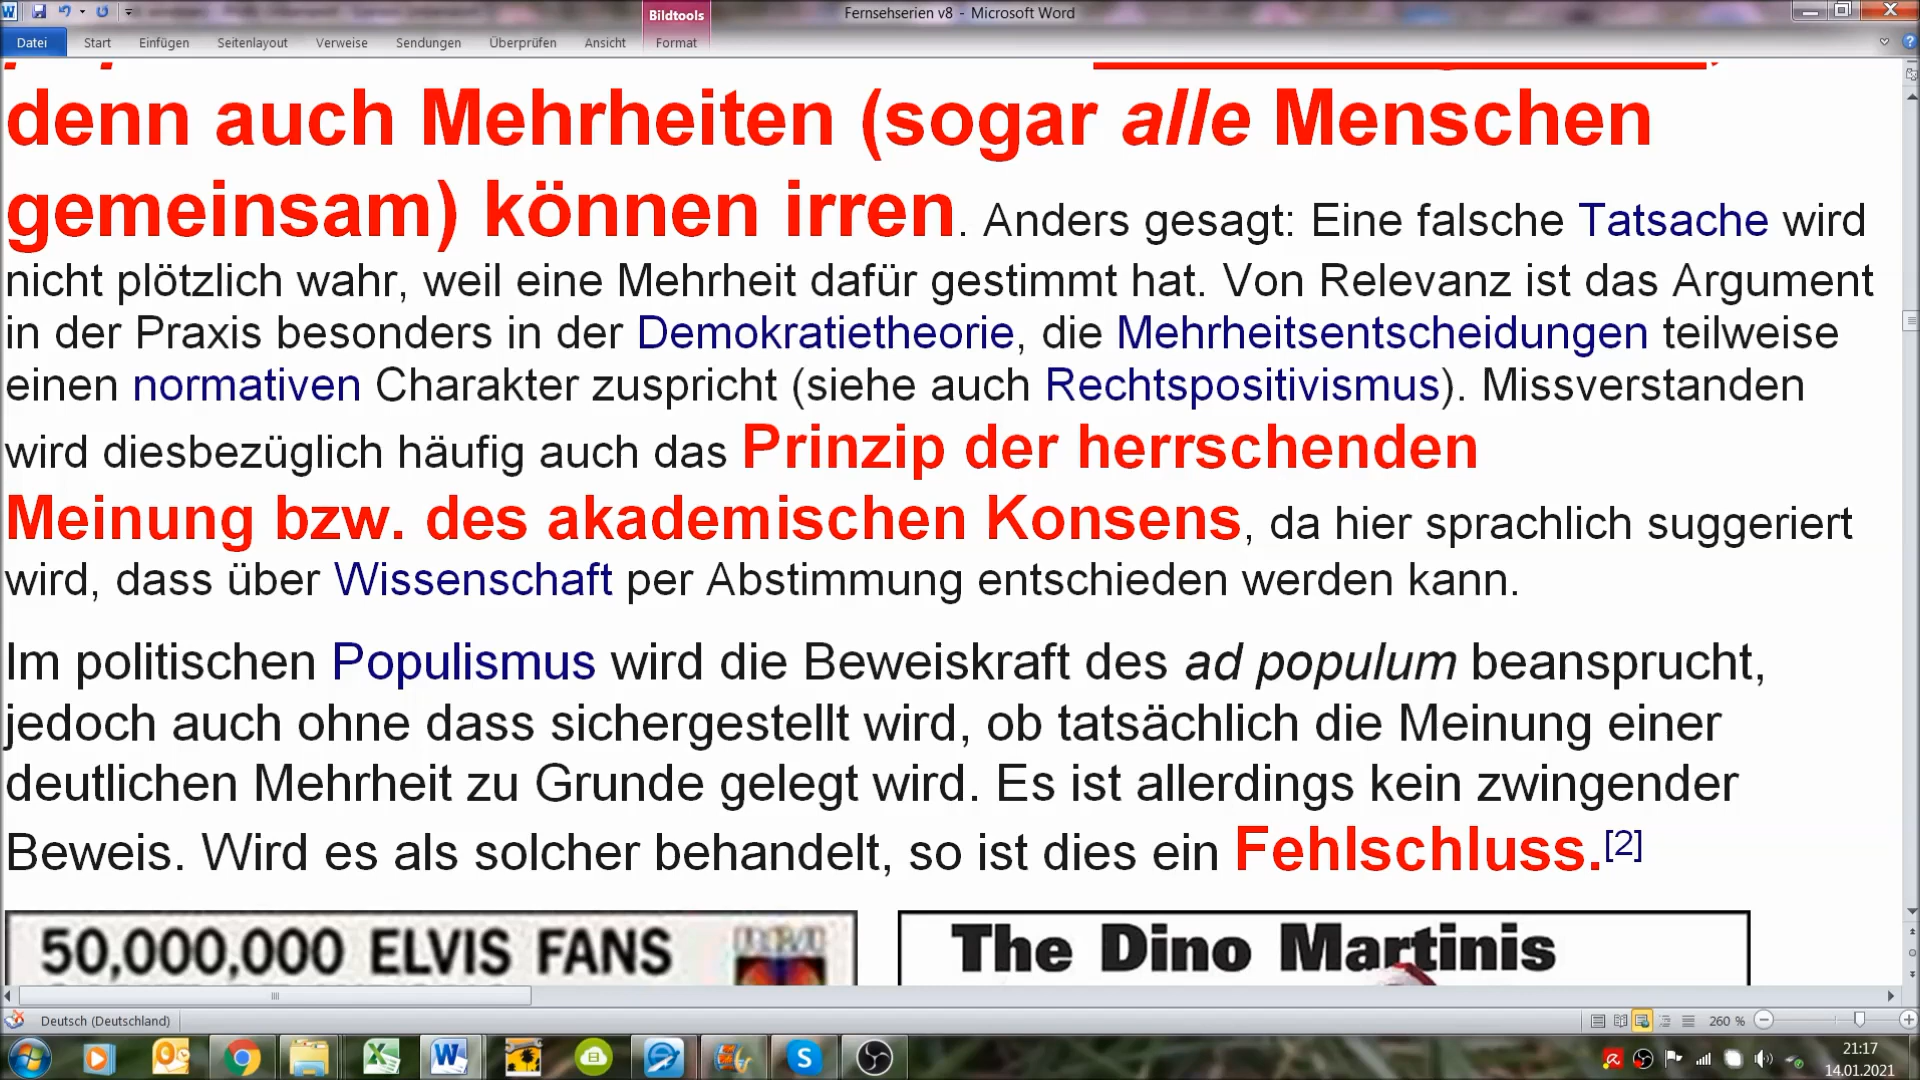 Bildtools
Fernsehserien v8 - Microsoft Word
Datei Start Einfügen Seitenlayout Verweise Sendungen Überprüfen Ansicht Format
denn auch Mehrheiten (sogar alle Menschen
gemeinsam) können irren. Anders gesagt: Eine falsche Tatsache wird
nicht plötzlich wahr, weil eine Mehrheit dafür gestimmt hat. Von Relevanz ist das Argument
in der Praxis besonders in der Demokratietheorie, die Mehrheitsentscheidungen teilweise
einen normativen Charakter zuspricht (siehe auch Rechtspositivismus). Missverstanden
wird diesbezüglich häufig auch das Prinzip der herrschenden
Meinung bzw. des akademischen Konsens, da hier sprachlich suggeriert
wird, dass über Wissenschaft per Abstimmung entschieden werden kann.
Im politischen Populismus wird die Beweiskraft des ad populum beansprucht,
jedoch auch ohne dass sichergestellt wird, ob tatsächlich die Meinung einer
deutlichen Mehrheit zu Grunde gelegt wird. Es ist allerdings kein zwingender
Beweis. Wird es als solcher behandelt, so ist dies ein Fehlschluss.[2]
50,000,000 ELVIS FANS
The Dino Martinis
Deutsch (Deutschland)
260 %
21:17
14.01.2021